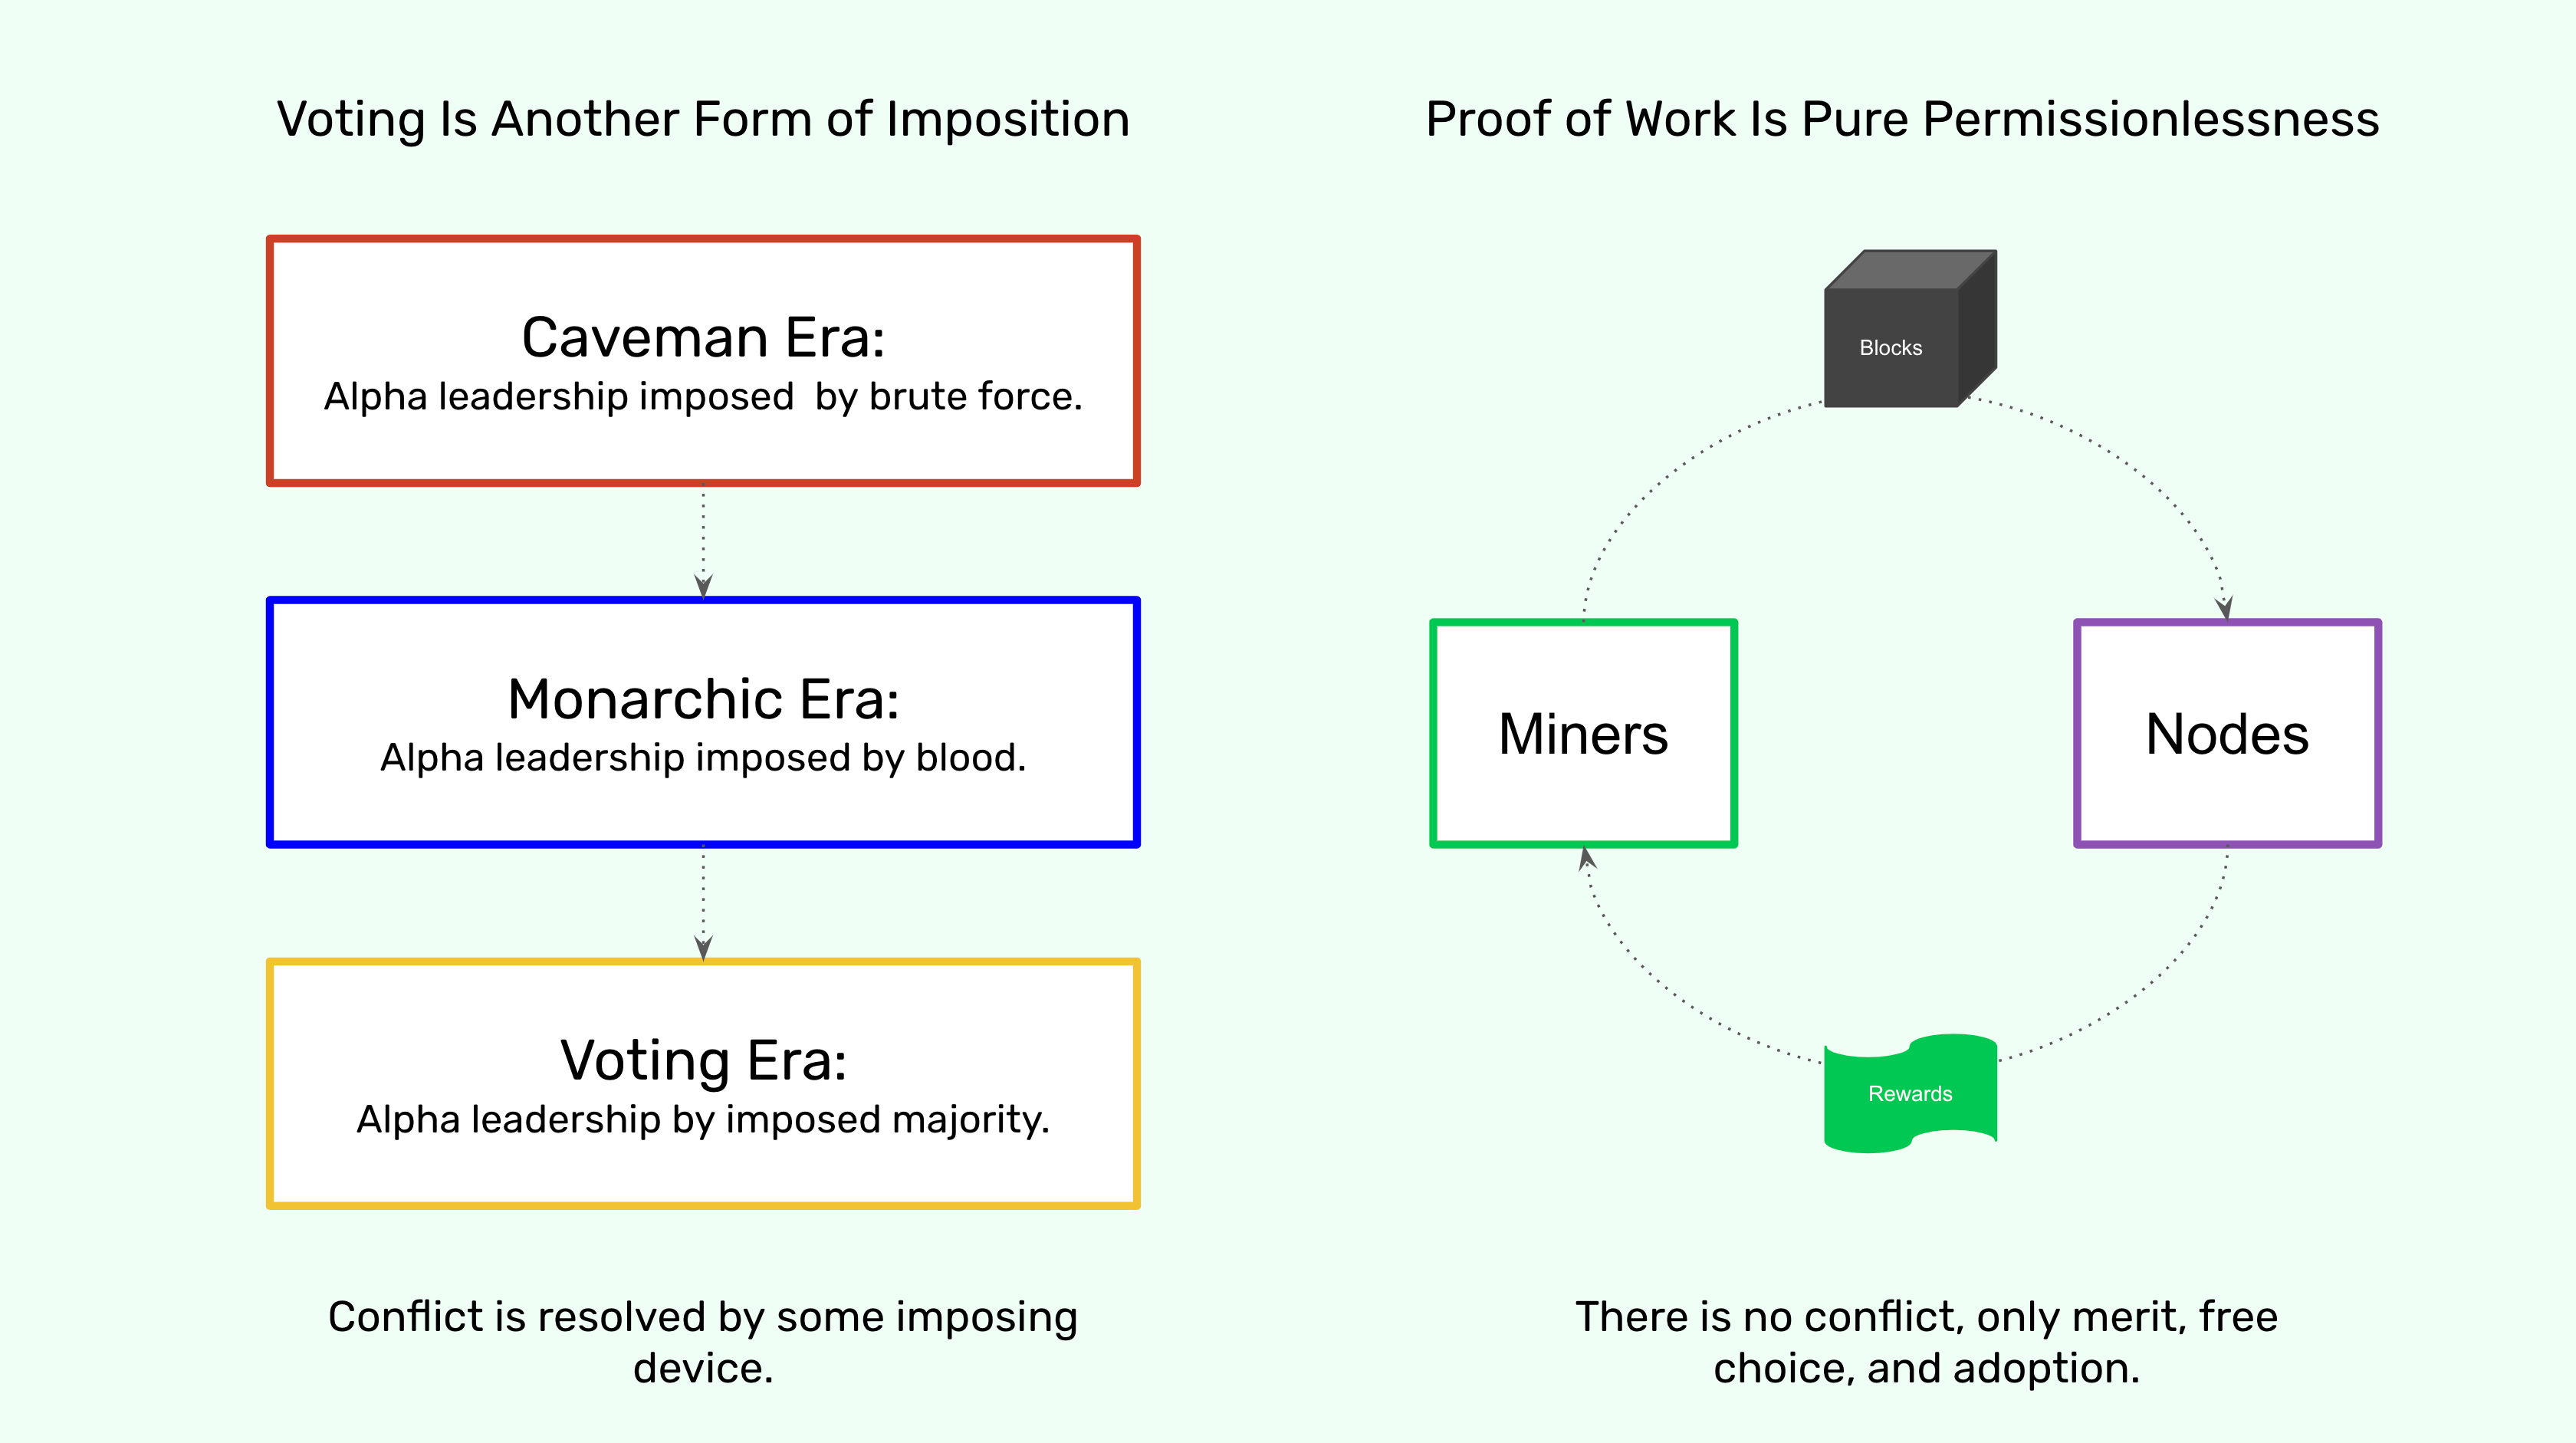 Voting Is Another Form of Imposition
Caveman Era:
Alpha leadership imposed  by brute force.
Monarchic Era:
Alpha leadership imposed by blood.
Voting Era:
Alpha leadership by imposed majority.
Conflict is resolved by some imposing
device.
Proof of Work Is Pure Permissionlessness
Blocks
Miners
Nodes
Rewards
There is no conflict, only merit, free
choice, and adoption.